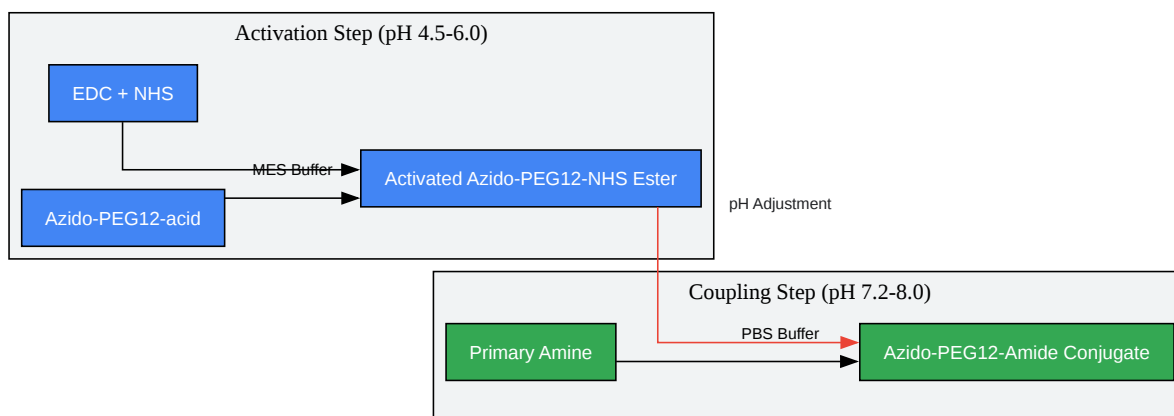 Activation Step (pH 4.5-6.0)
EDC + NHS
MES Buffer
Activated Azido-PEG12-NHS Ester
Azido-PEG12-acid
pH Adjustment
Coupling Step (pH 7.2-8.0)
PBS Buffer
Primary Amine
Azido-PEG12-Amide Conjugate